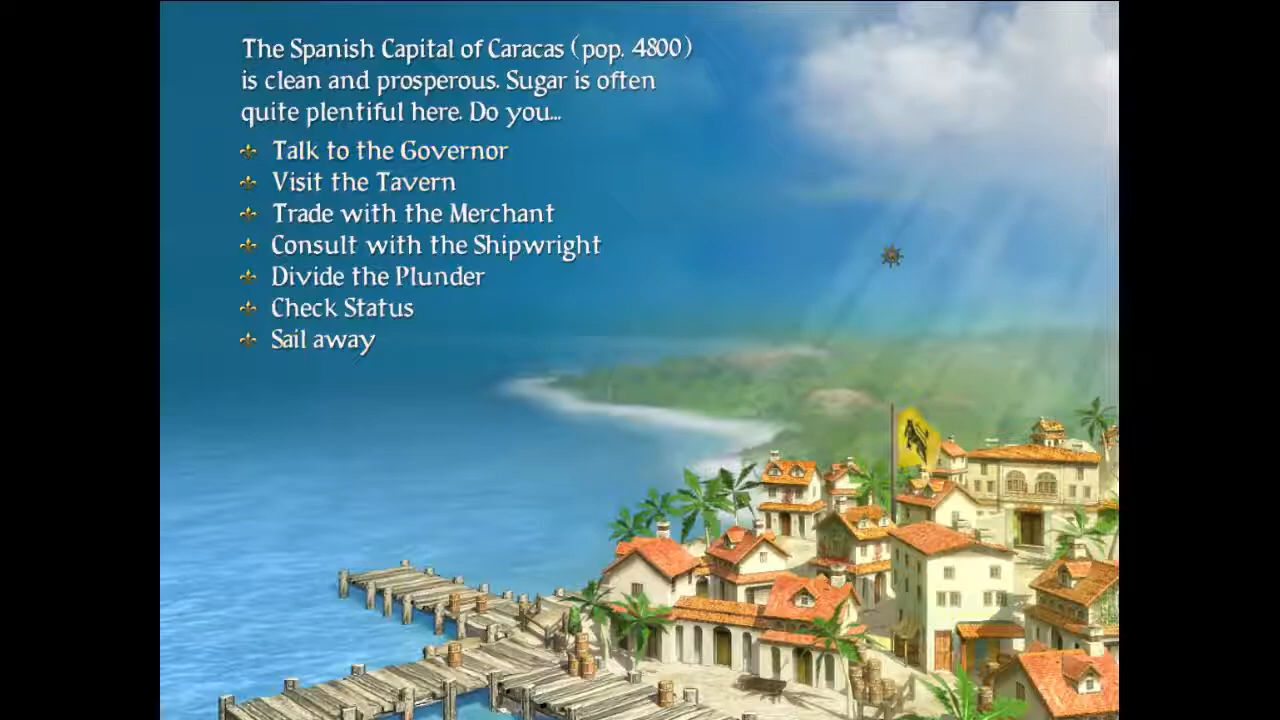 The Spanish Capital of Caracas (pop. 4800)
is clean and prosperous. Sugar is often
quite plentiful here. Do you...
Talk to the Governor
Visit the Tavern
Trade with the Merchant
Consult with the Shipwright
Divide the Plunder
Check Status
Sail away